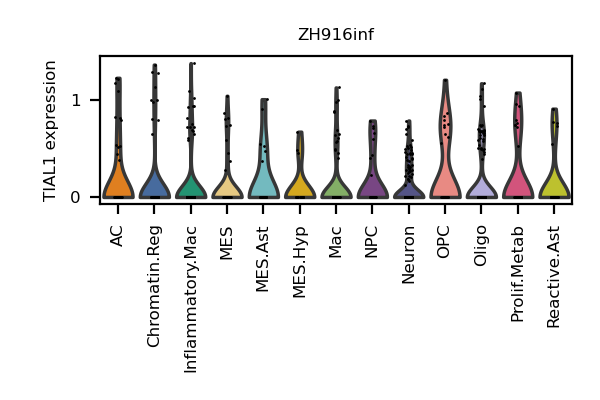 ZH916inf
TIAL1 expression
1
0
AC
Chromatin.Reg
Inflammatory.Mac
MES
MES.Ast
MES.Hyp
Mac
NPC
Neuron
OPC
Oligo
Prolif.Metab
Reactive.Ast